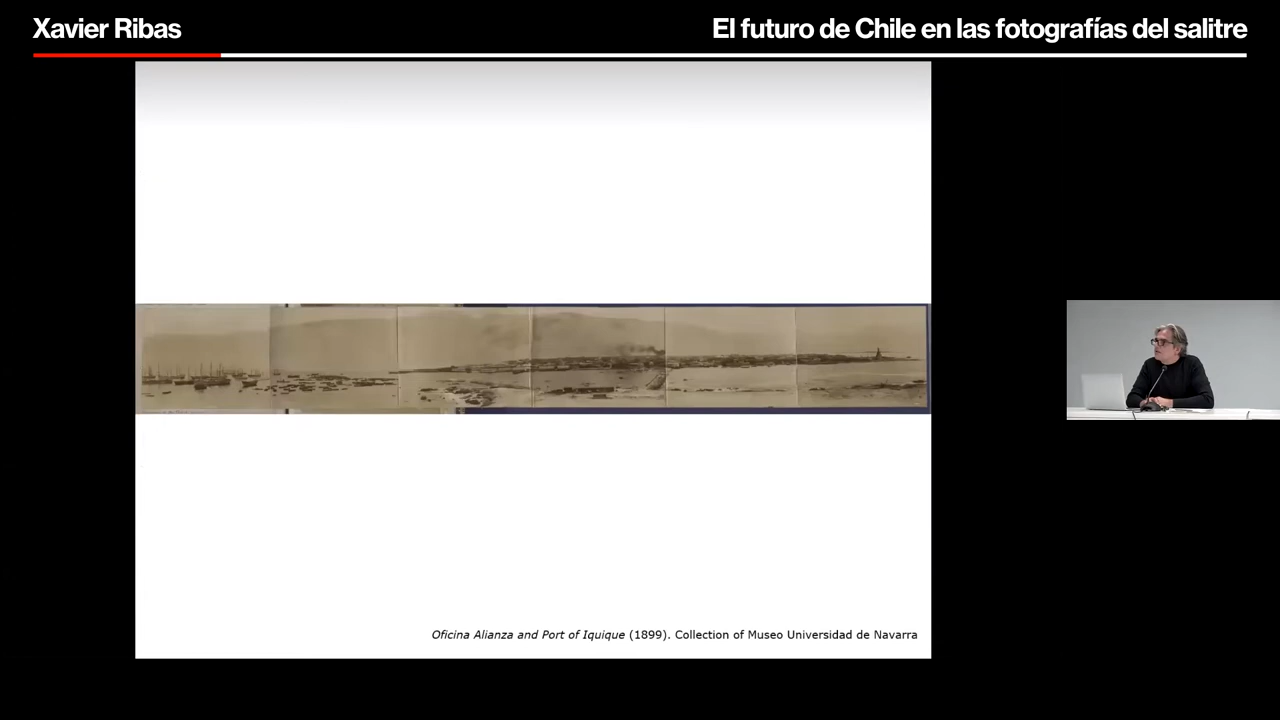 Xavier Ribas
El futuro de Chile en las fotografías del salitre
Oficina Alianza and Port of Iquique (1899). Collection of Museo Universidad de Navarra